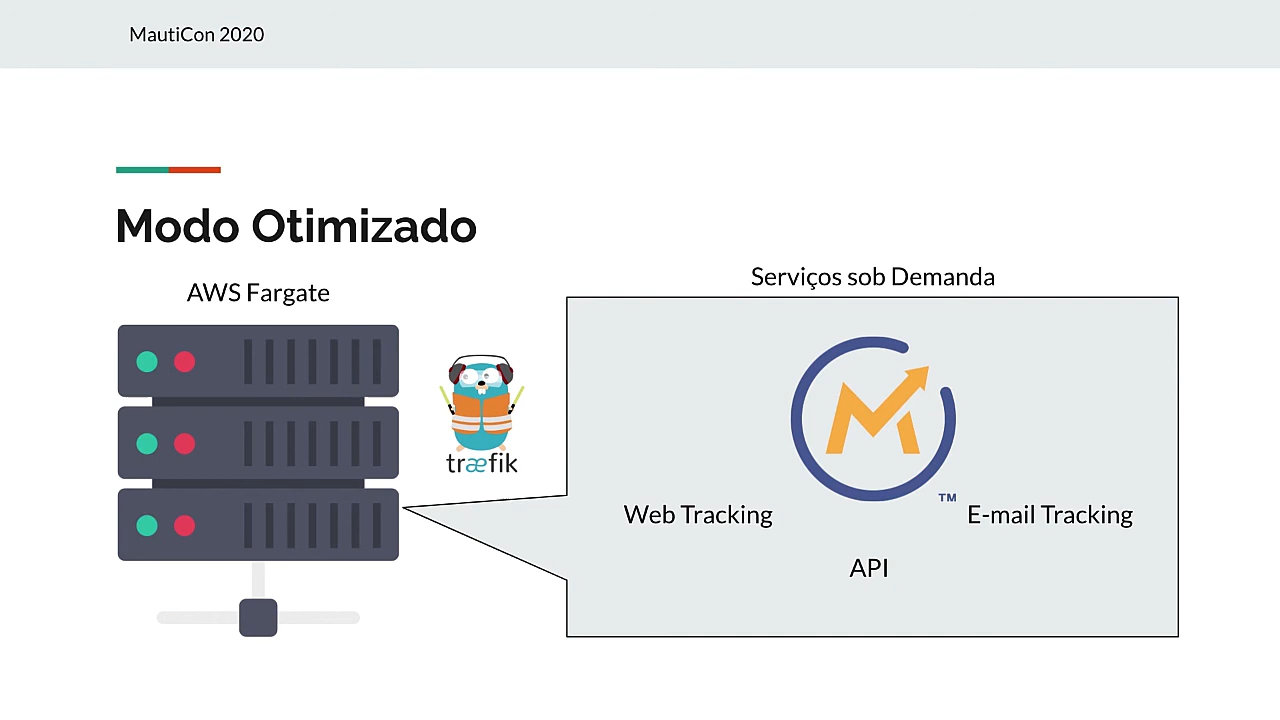 MautiCon 2020
Modo Otimizado
AWS Fargate
Serviços sob Demanda
træfik
TM
Web Tracking
E-mail Tracking
API